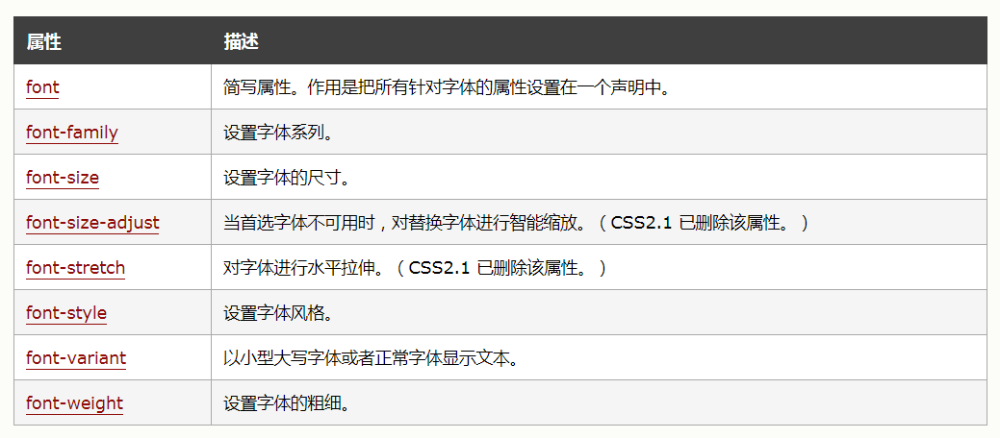 属性 描述
font 简写属性。作用是把所有针对字体的属性设置在一个声明中。
font-family 设置字体系列。
font-size 设置字体的尺寸。
font-size-adjust 当首选字体不可用时，对替换字体进行智能缩放。（CSS2.1 已删除该属性。）
font-stretch 对字体进行水平拉伸。（CSS2.1 已删除该属性。）
font-style 设置字体风格。
font-variant 以小型大写字体或者正常字体显示文本。
font-weight 设置字体的粗细。